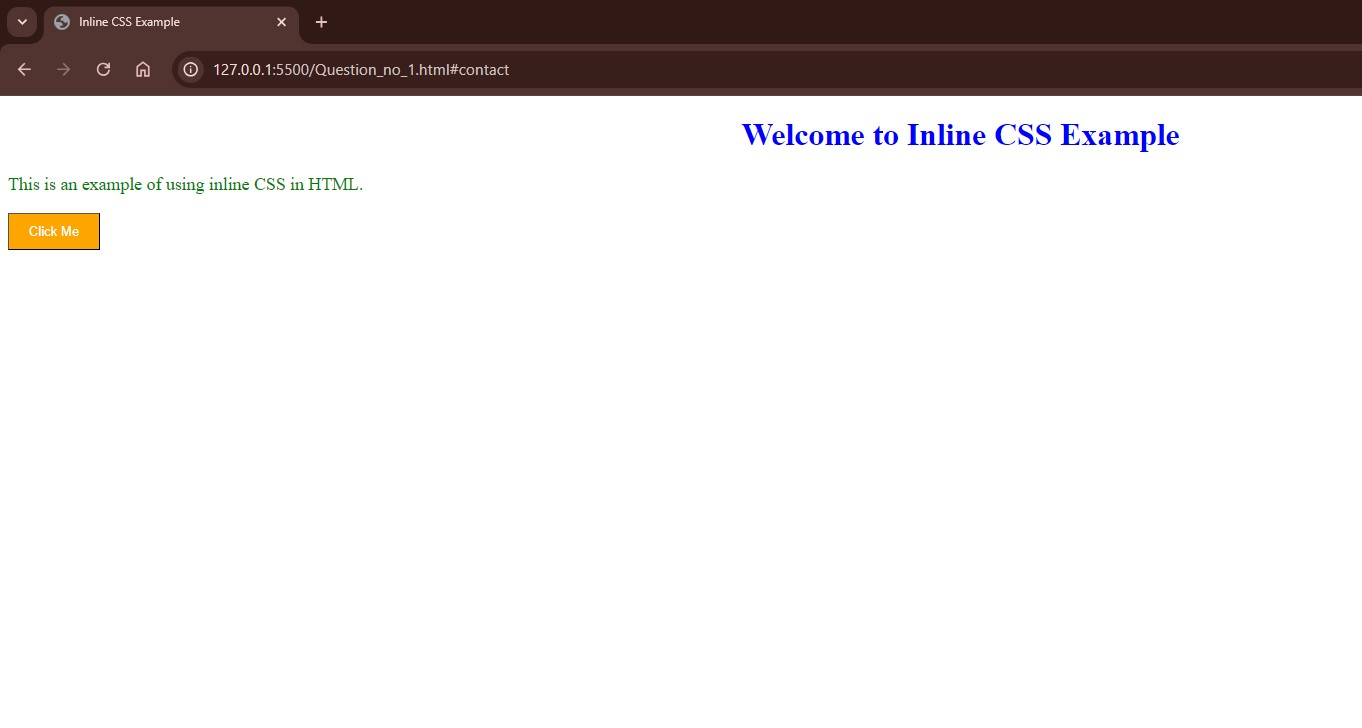 Inline CSS Example
127.0.0.1:5500/Question_no_1.html#contact
Welcome to Inline CSS Example
This is an example of using inline CSS in HTML.
Click Me